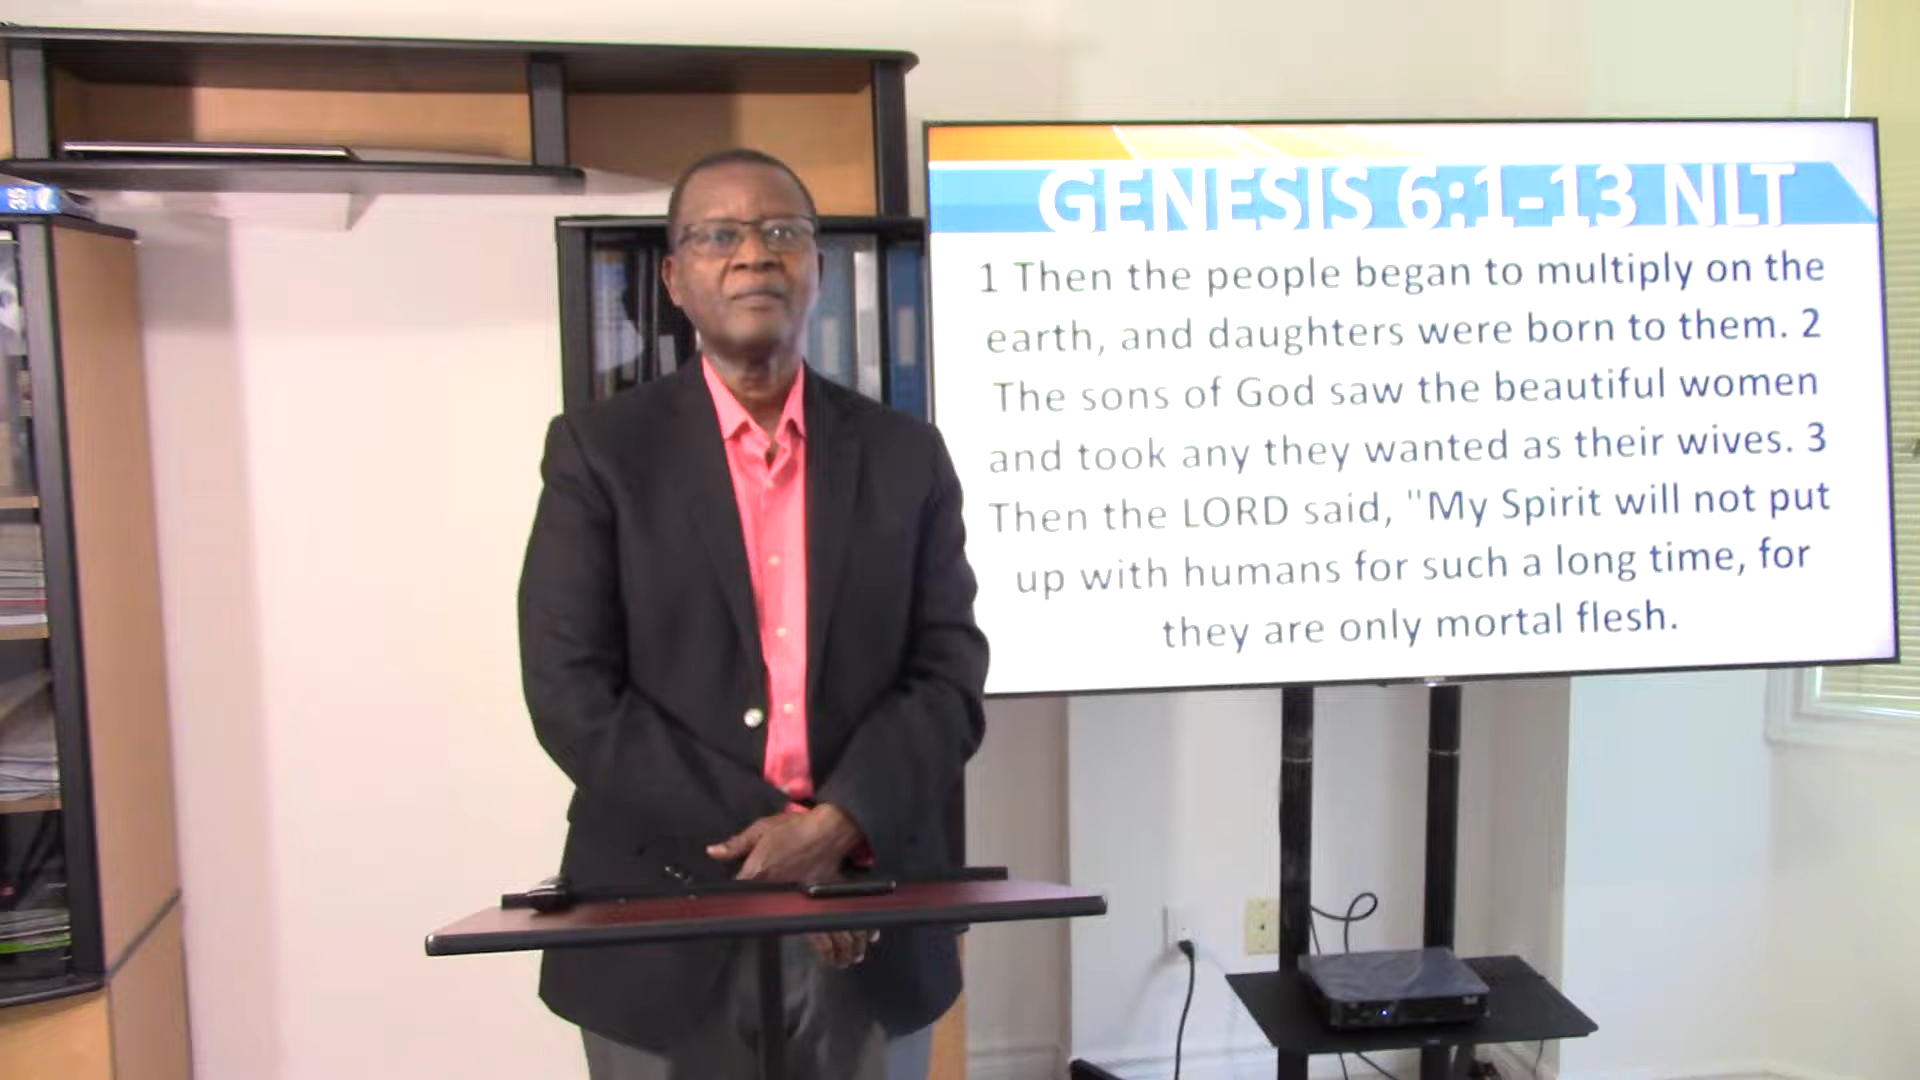 GENESIS 6:1-13 NLT
1 Then the people began to multiply on the
earth, and daughters were born to them. 2
The sons of God saw the beautiful women
and took any they wanted as their wives. 3
Then the LORD said, "My Spirit will not put
up with humans for such a long time, for
they are only mortal flesh.